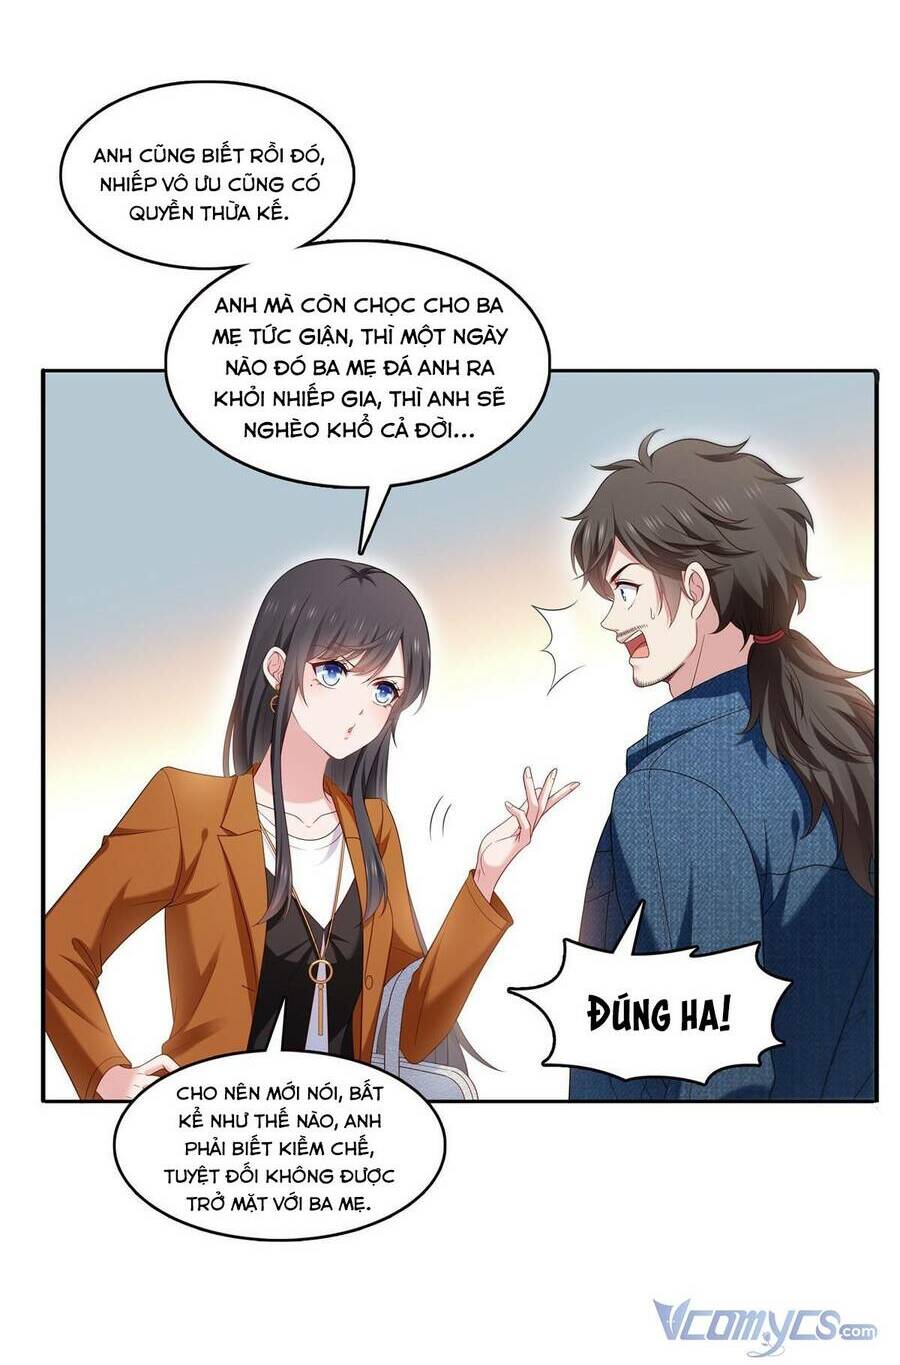 ANH CŨNG BIẾT RỒI ĐÓ,
NHIẾP VÔ ƯU CŨNG CÓ
QUYỀN THỪA KẾ.
ANH MÀ CÒN CHỌC CHO BA
MẸ TỨC GIẬN, THÌ MỘT NGÀY
NÀO ĐÓ BA MẸ ĐÁ ANH RA
KHỎI NHIẾP GIA, THÌ ANH SẼ
NGHÈO KHỔ CẢ ĐỜI...
ĐÚNG HA!
CHO NÊN MỚI NÓI, BẤT
KỂ NHƯ THẾ NÀO, ANH
PHẢI BIẾT KIỀM CHẾ,
TUYỆT ĐỐI KHÔNG ĐƯỢC
TRỞ MẶT VỚI BA MẸ.
VCOMYCS.com